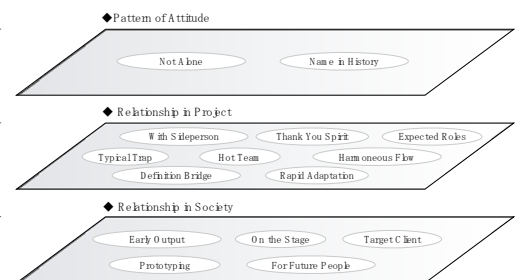 ◆Pattern of Attitude
Not Alone
Name in History
◆ Relationship in Project
With Sideperson
Thank You Spirit
Expected Roles
Typical Trap
Hot Team
Harmoneous Flow
Definition Bridge
Rapid Adaptation
◆ Relationship in Society
Early Output
On the Stage
Target Client
Prototyping
For Future People